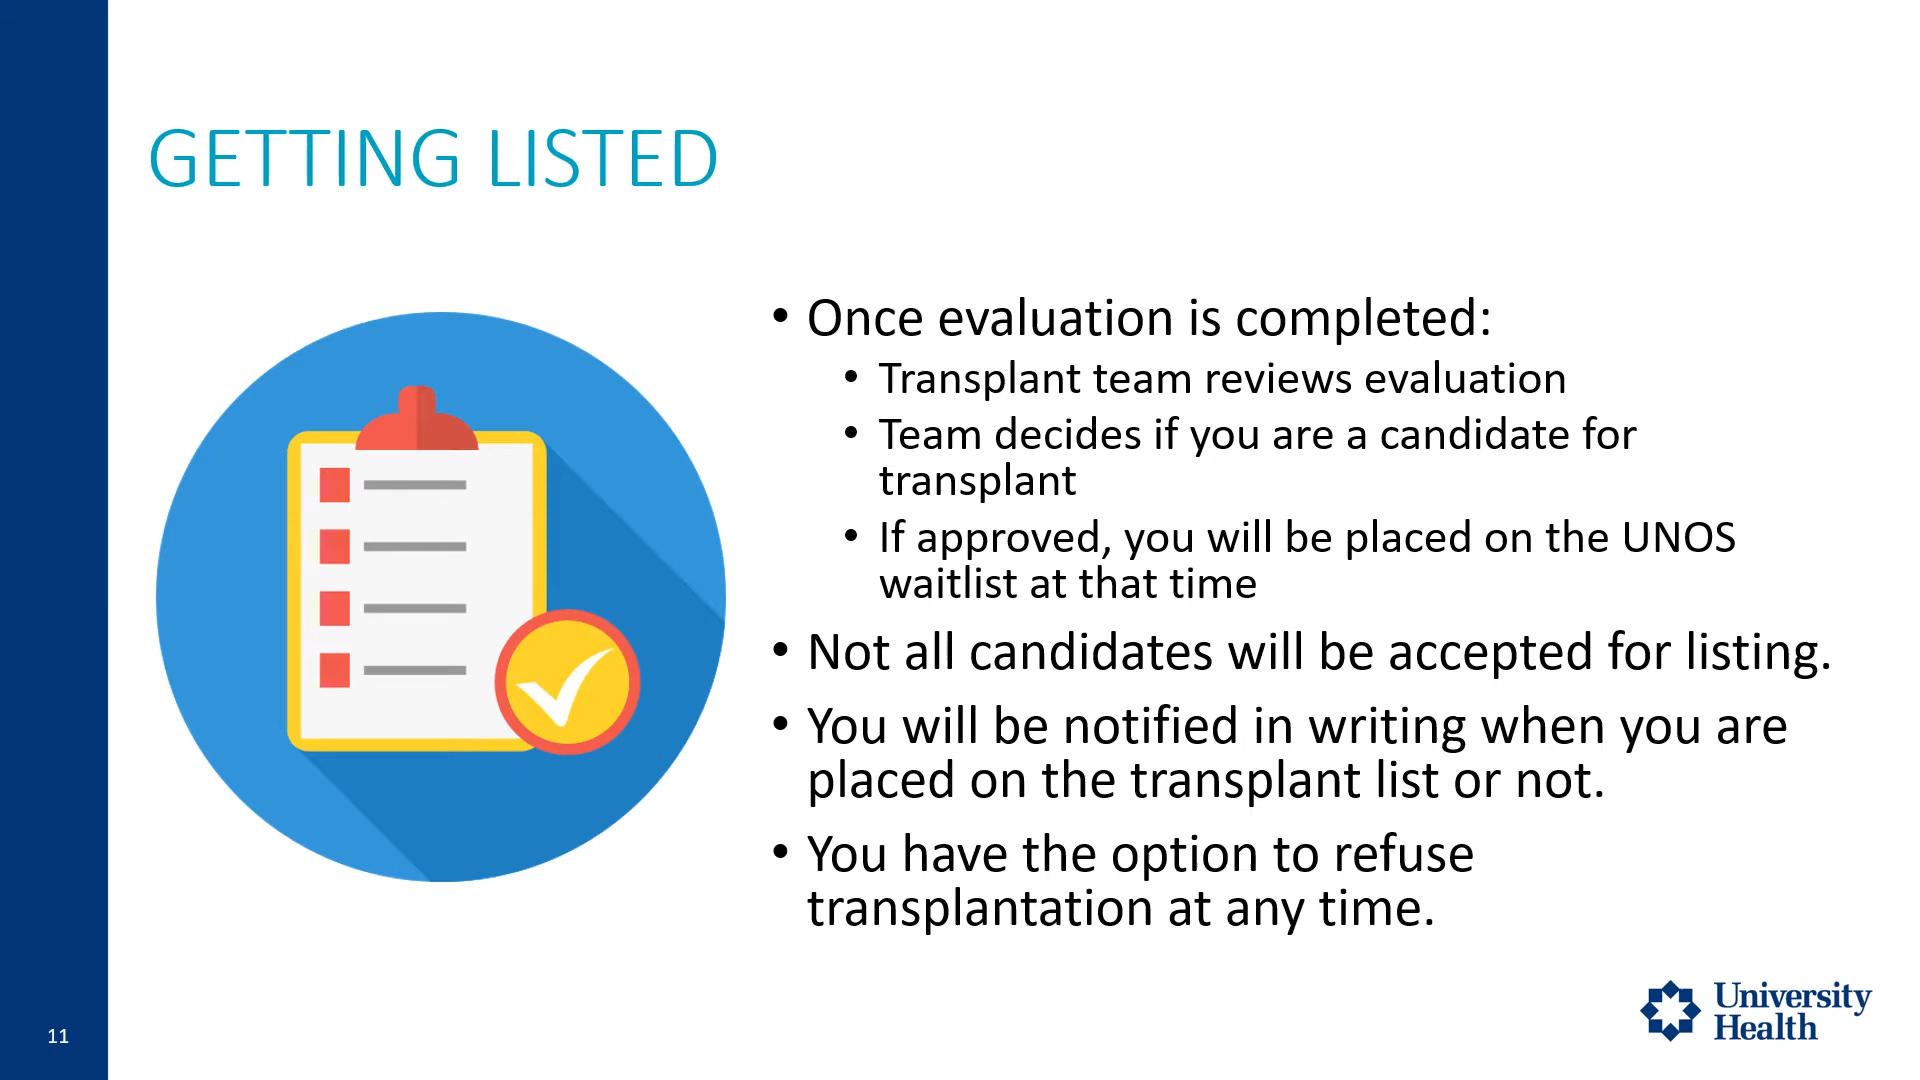 GETTING LISTED
• Once evaluation is completed:
• Transplant team reviews evaluation
• Team decides if you are a candidate for
transplant
• If approved, you will be placed on the UNOS
waitlist at that time
• Not all candidates will be accepted for listing.
• You will be notified in writing when you are
placed on the transplant list or not.
• You have the option to refuse
transplantation at any time.
University
Health
11